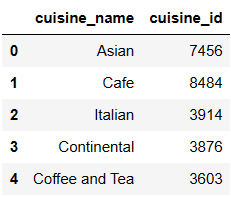 cuisine_name cuisine_id
0 Asian 7456
1 Cafe 8484
2 Italian 3914
3 Continental 3876
4 Coffee and Tea 3603